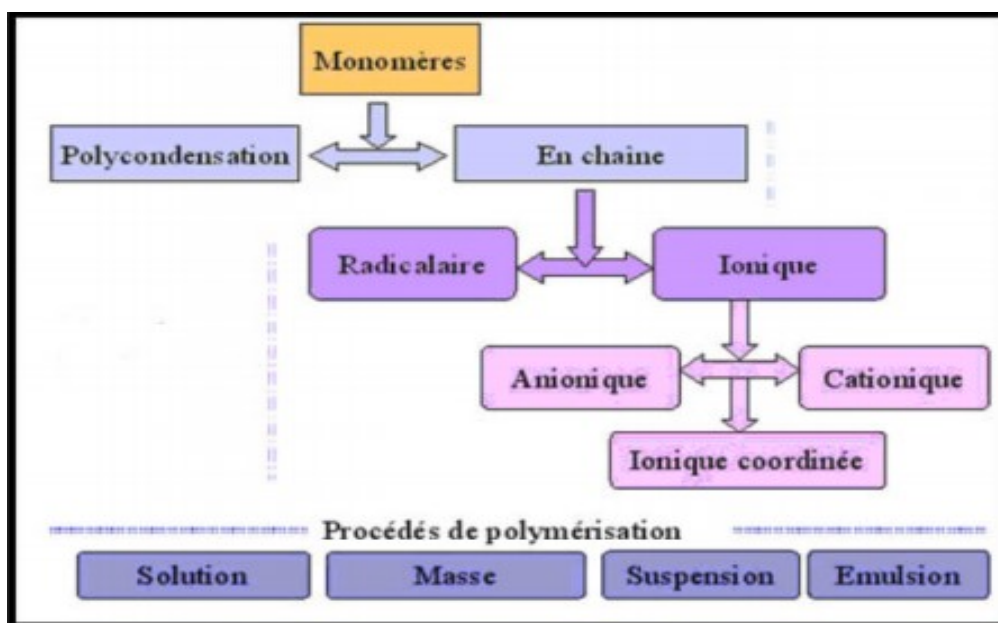 Monomères
Polycondensation
En chaine
Radicalaire
Ionique
Anionique
Cationique
Ionique coordinée
Procédés de polymérisation
Solution
Masse
Suspension
Emulsion